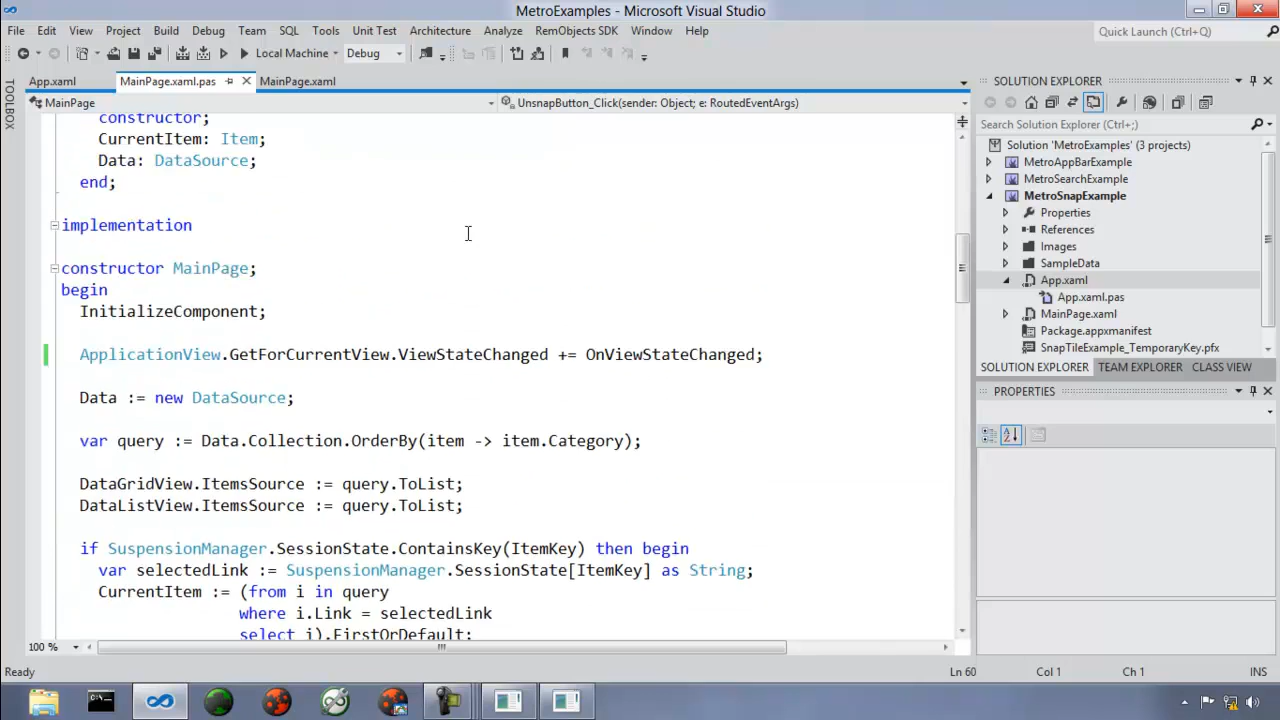 MetroExamples - Microsoft Visual Studio
File Edit View Project Build Debug Team SQL Tools Unit Test Architecture Analyze RemObjects SDK Window Help
Quick Launch (Ctrl+Q)
Local Machine Debug
App.xaml MainPage.xaml.pas MainPage.xaml
MainPage UnsnapButton_Click(sender: Object; e: RoutedEventArgs)
TOOLBOX
constructor;
CurrentItem: Item;
Data: DataSource;
end;
implementation
constructor MainPage;
begin
InitializeComponent;
ApplicationView.GetForCurrentView.ViewStateChanged += OnViewStateChanged;
Data := new DataSource;
var query := Data.Collection.OrderBy(item -> item.Category);
DataGridView.ItemsSource := query.ToList;
DataListView.ItemsSource := query.ToList;
if SuspensionManager.SessionState.ContainsKey(ItemKey) then begin
var selectedLink := SuspensionManager.SessionState[ItemKey] as String;
CurrentItem := (from i in query
where i.Link = selectedLink
select i).FirstOrDefault;
100 %
SOLUTION EXPLORER
Search Solution Explorer (Ctrl+;)
Solution 'MetroExamples' (3 projects)
MetroAppBarExample
MetroSearchExample
MetroSnapExample
Properties
References
Images
SampleData
App.xaml
App.xaml.pas
MainPage.xaml
Package.appxmanifest
SnapTileExample_TemporaryKey.pfx
SOLUTION EXPLORER TEAM EXPLORER CLASS VIEW
PROPERTIES
Ready Ln 60 Col 1 Ch 1 INS